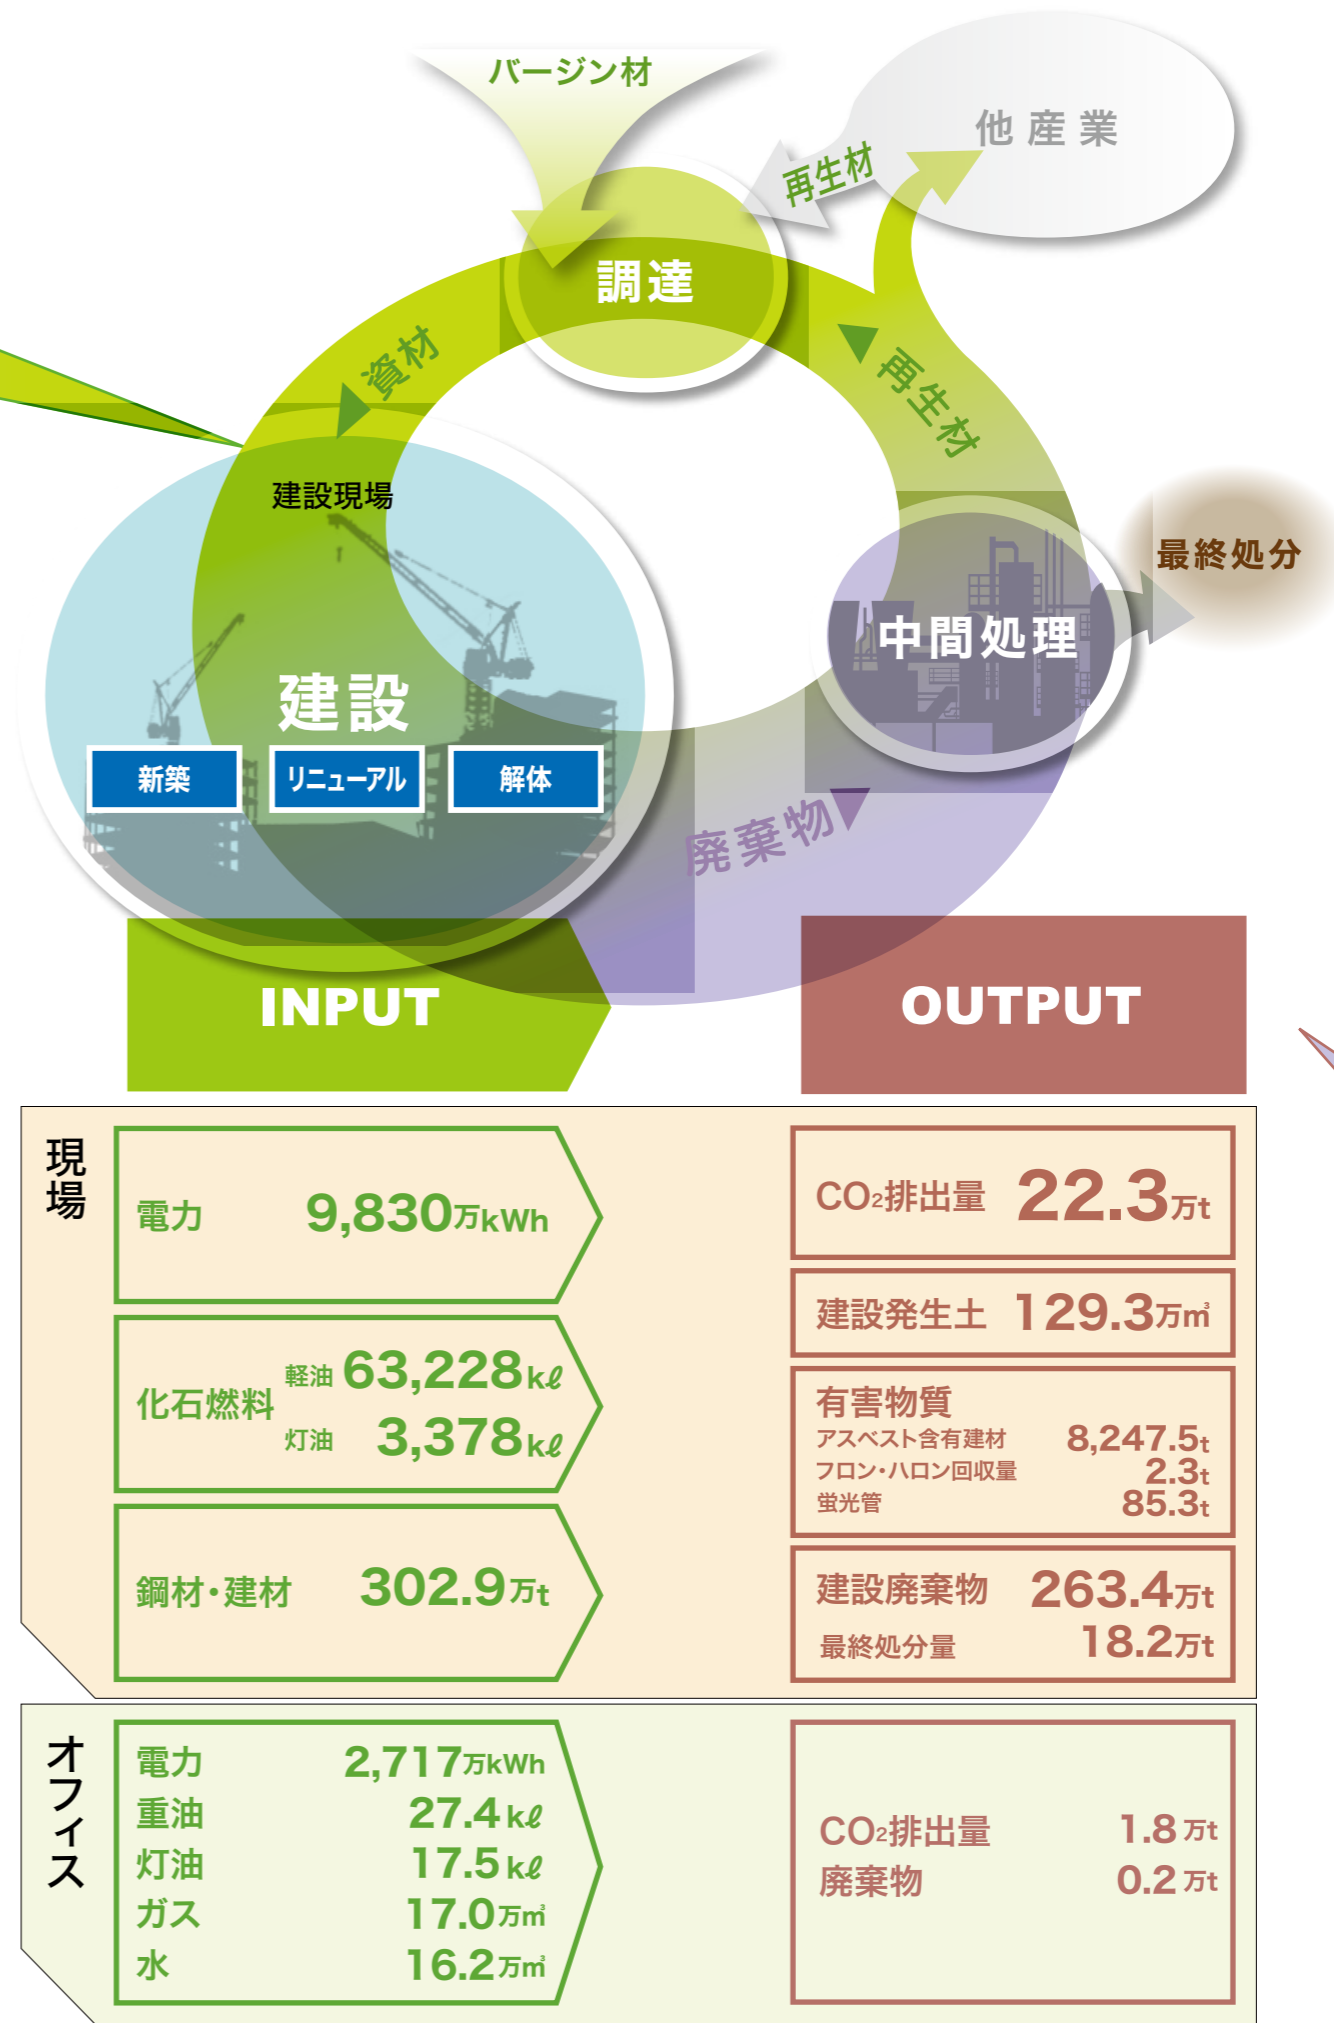 バージン材
他産業
再生材
調達
資材
再生材
建設現場
最終処分
中間処理
建設
新築
リニューアル
解体
廃棄物
INPUT
OUTPUT
現場
電力 9,830万kWh
化石燃料
軽油 63,228kℓ
灯油 3,378kℓ
鋼材・建材 302.9万t
CO₂排出量 22.3万t
建設発生土 129.3万㎥
有害物質
アスベスト含有建材 8,247.5t
フロン・ハロン回収量 2.3t
蛍光管 85.3t
建設廃棄物 263.4万t
最終処分量 18.2万t
オフィス
電力 2,717万kWh
重油 27.4kℓ
灯油 17.5kℓ
ガス 17.0万㎥
水 16.2万㎥
CO₂排出量 1.8万t
廃棄物 0.2万t